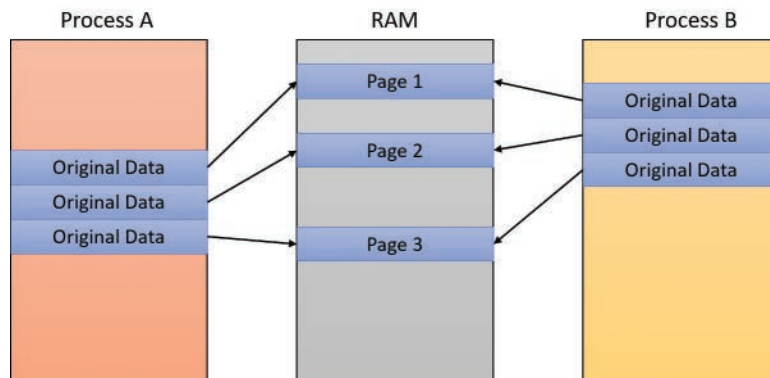 Process A
RAM
Process B
Page 1
Original Data
Original Data
Page 2
Original Data
Original Data
Original Data
Original Data
Page 3